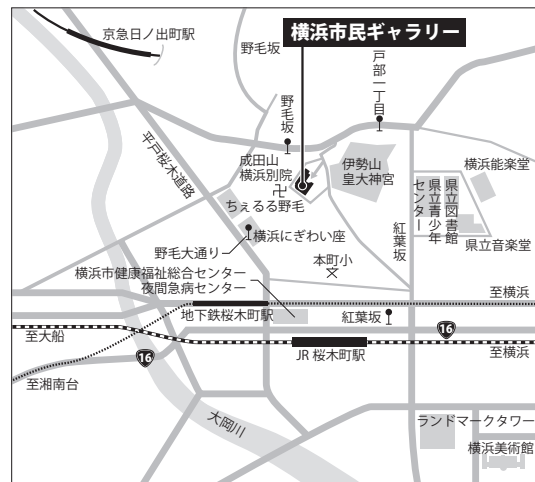 京急日ノ出町駅
横浜市民ギャラリー
野毛坂
戸部一丁目
野毛坂
平戸桜木道路
成田山
横浜別院
卍
伊勢山
皇大神宮
横浜能楽堂
ちぇるる野毛
県立青少年
センター
県立図書館
紅葉坂
県立音楽堂
横浜にぎわい座
野毛大通り
本町小
文
横浜市健康福祉総合センター
夜間急病センター
至横浜
地下鉄桜木町駅
紅葉坂
16
至大船
JR 桜木町駅
至横浜
16
至湘南台
大岡川
ランドマークタワー
横浜美術館